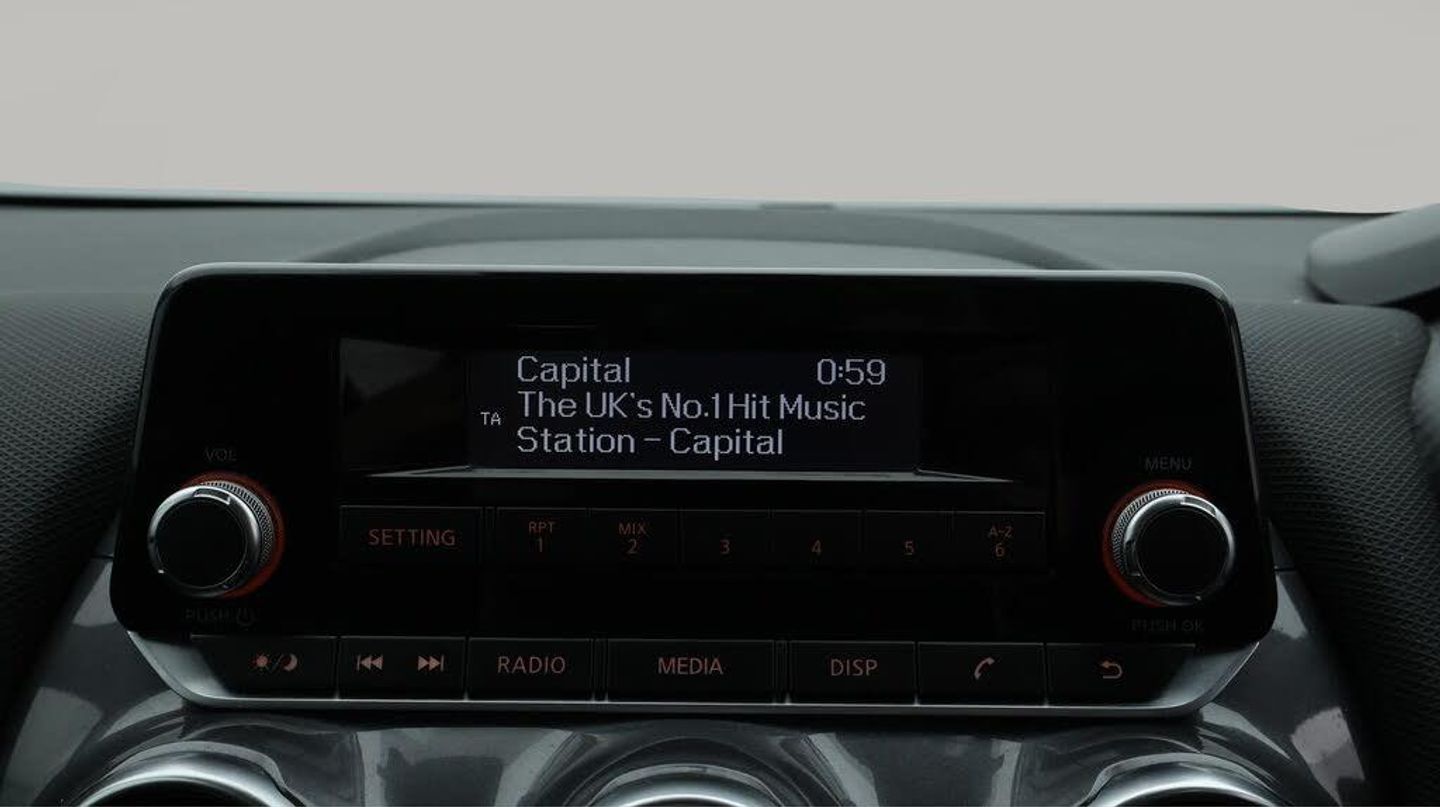 Capital 0:59
TA
The UK's No.1 Hit Music
Station - Capital
VOL
MENU
SETTING
RPT
1
MIX
2
3
4
5
A-Z
6
PUSH
PUSH OK
RADIO
MEDIA
DISP